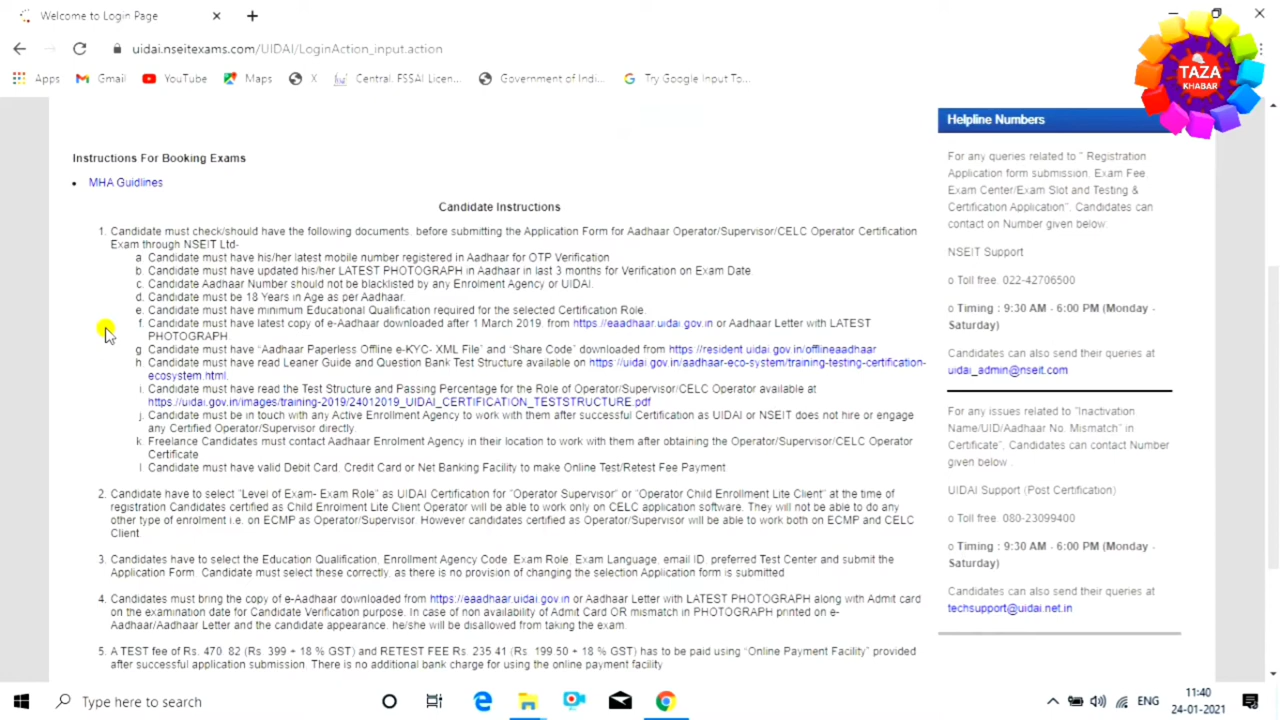 Welcome to Login Page
uidai.nseitexams.com/UIDAI/LoginAction_input.action
Apps Gmail YouTube Maps X Central. FSSAI Licen... Government of Indi... Try Google Input To...
TAZA
KHABAR
Instructions For Booking Exams
• MHA Guidlines
Candidate Instructions
1. Candidate must check/should have the following documents. before submitting the Application Form for Aadhaar Operator/Supervisor/CELC Operator Certification
Exam through NSEIT Ltd-
a. Candidate must have his/her latest mobile number registered in Aadhaar for OTP Verification
b. Candidate must have updated his/her LATEST PHOTOGRAPH in Aadhaar in last 3 months for Verification on Exam Date.
c. Candidate Aadhaar Number should not be blacklisted by any Enrolment Agency or UIDAI.
d. Candidate must be 18 Years in Age as per Aadhaar.
e. Candidate must have minimum Educational Qualification required for the selected Certification Role.
f. Candidate must have latest copy of e-Aadhaar downloaded after 1 March 2019. from https://eaadhaar.uidai.gov.in or Aadhaar Letter with LATEST
PHOTOGRAPH
g. Candidate must have "Aadhaar Paperless Offline e-KYC- XML File" and "Share Code" downloaded from https://resident.uidai.gov.in/offlineaadhaar
h. Candidate must have read Leaner Guide and Question Bank Test Structure available on https://uidai.gov.in/aadhaar-eco-system/training-testing-certification-
ecosystem.html.
i. Candidate must have read the Test Structure and Passing Percentage for the Role of Operator/Supervisor/CELC Operator available at
https://uidai.gov.in/images/training-2019/24012019_UIDAI_CERTIFICATION_TESTSTRUCTURE.pdf
j. Candidate must be in touch with any Active Enrollment Agency to work with them after successful Certification as UIDAI or NSEIT does not hire or engage
any Certified Operator/Supervisor directly.
k. Freelance Candidates must contact Aadhaar Enrolment Agency in their location to work with them after obtaining the Operator/Supervisor/CELC Operator
Certificate
l. Candidate must have valid Debit Card, Credit Card or Net Banking Facility to make Online Test/Retest Fee Payment
2. Candidate have to select "Level of Exam- Exam Role" as UIDAI Certification for "Operator Supervisor" or "Operator Child Enrollment Lite Client" at the time of
registration Candidates certified as Child Enrolment Lite Client Operator will be able to work only on CELC application software. They will not be able to do any
other type of enrolment i.e. on ECMP as Operator/Supervisor. However candidates certified as Operator/Supervisor will be able to work both on ECMP and CELC
Client.
3. Candidates have to select the Education Qualification, Enrolment Agency Code. Exam Role, Exam Language, email ID, preferred Test Center and submit the
Application Form. Candidate must select these correctly, as there is no provision of changing the selection Application form is submitted
4. Candidates must bring the copy of e-Aadhaar downloaded from https://eaadhaar.uidai.gov.in or Aadhaar Letter with LATEST PHOTOGRAPH along with Admit card
on the examination date for Candidate Verification purpose. In case of non availability of Admit Card OR mismatch in PHOTOGRAPH printed on e-
Aadhaar/Aadhaar Letter and the candidate appearance, he/she will be disallowed from taking the exam.
5. A TEST fee of Rs. 470.82 (Rs. 399 + 18 % GST) and RETEST FEE Rs. 235.41 (Rs. 199.50 + 18 % GST) has to be paid using "Online Payment Facility" provided
after successful application submission. There is no additional bank charge for using the online payment facility
Helpline Numbers
For any queries related to " Registration
Application form submission. Exam Fee.
Exam Center/Exam Slot and Testing &
Certification Application". Candidates can
contact on Number given below.
NSEIT Support
o Toll free. 022-42706500
o Timing : 9:30 AM - 6:00 PM (Monday -
Saturday)
Candidates can also send their queries at
uidai_admin@nseit.com
For any issues related to "Inactivation.
Name/UID/Aadhaar No. Mismatch" in
Certificate", Candidates can contact Number
given below .
UIDAI Support (Post Certification)
o Toll free. 080-23099400
o Timing : 9:30 AM - 6:00 PM (Monday -
Saturday)
Candidates can also send their queries at
techsupport@uidai.net.in
Type here to search
ENG
11:40
24-01-2021